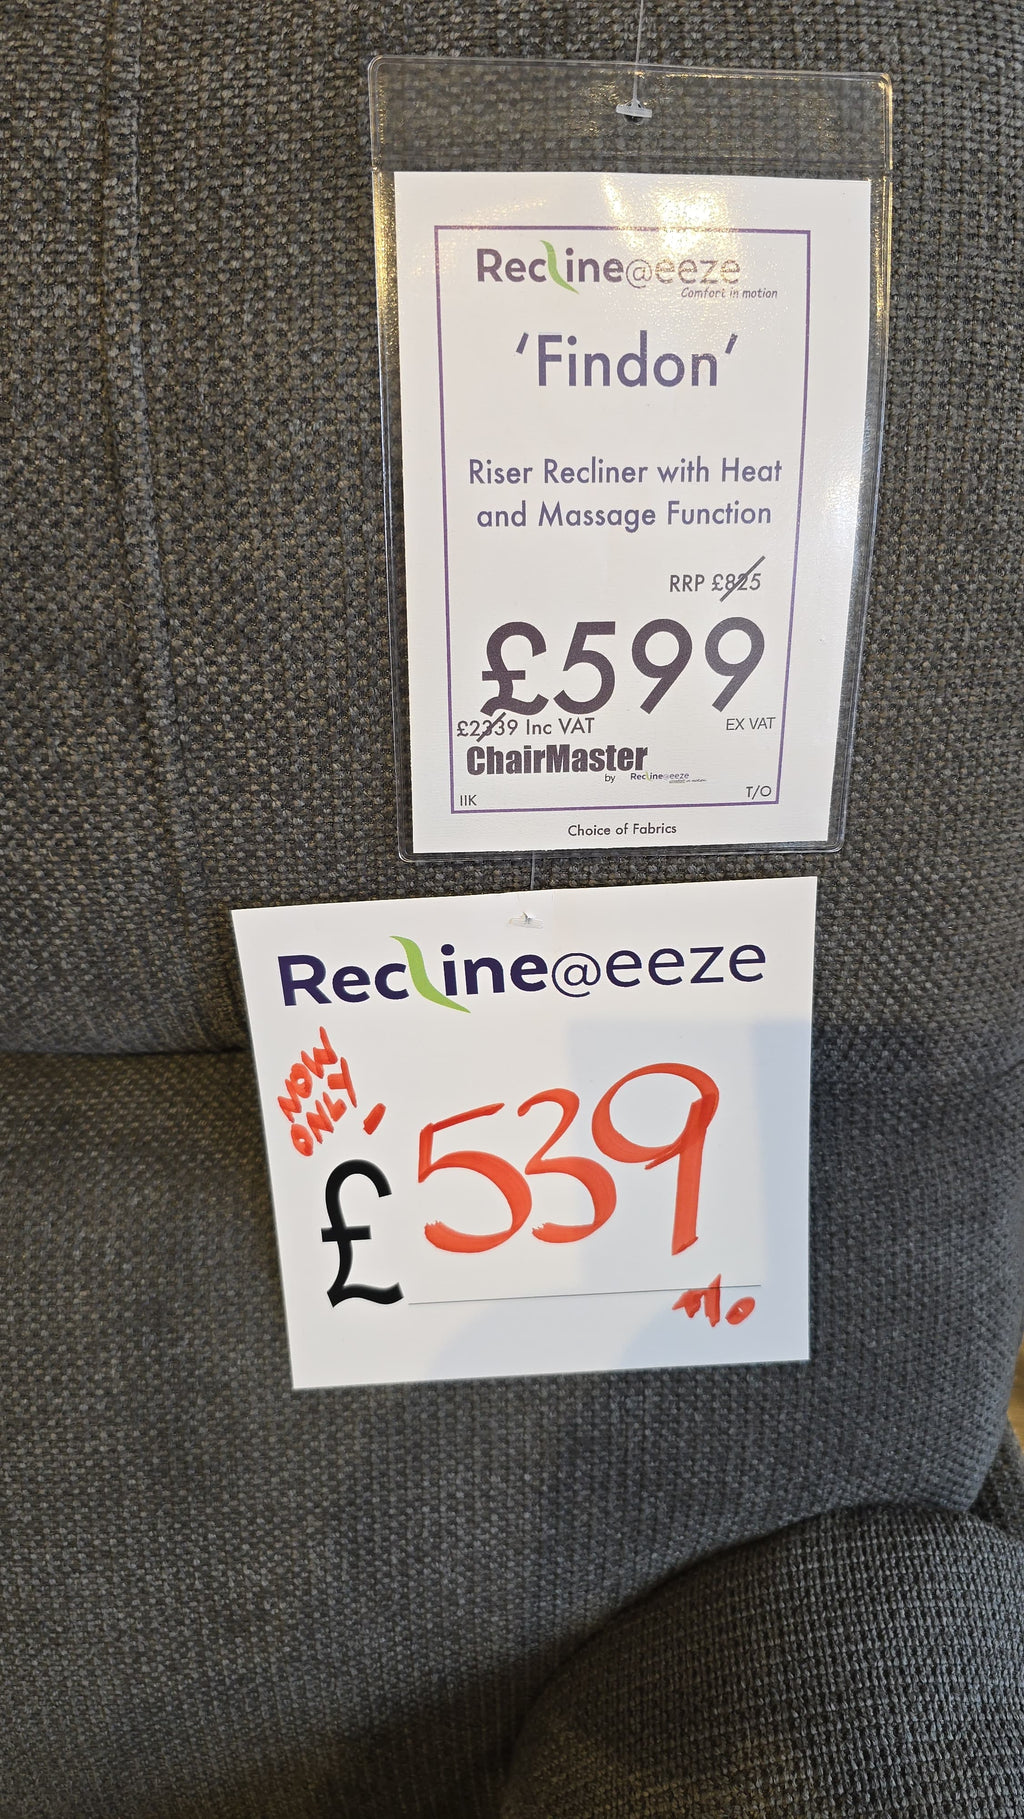 Recline@eeze
Comfort in motion
‘Findon’
Riser Recliner with Heat
and Massage Function
RRP £825
£599
£2339 Inc VAT
EX VAT
ChairMaster
by Recline@eeze
IIK
T/O
Choice of Fabrics
Recline@eeze
NOW
ONLY
£539
T/O